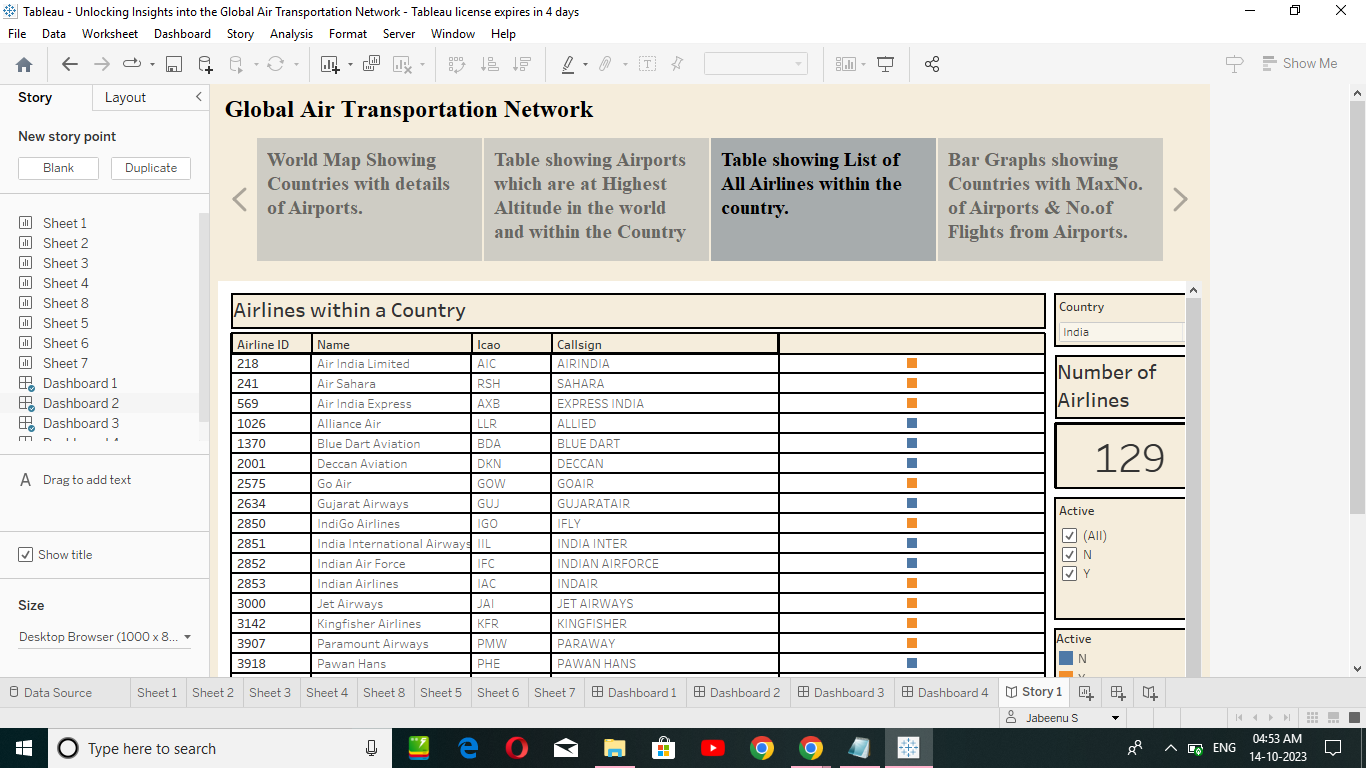 Tableau - Unlocking Insights into the Global Air Transportation Network - Tableau license expires in 4 days
File Data Worksheet Dashboard Story Analysis Format Server Window Help
Show Me
Story Layout
New story point
Blank Duplicate
Sheet 1
Sheet 2
Sheet 3
Sheet 4
Sheet 8
Sheet 5
Sheet 6
Sheet 7
Dashboard 1
Dashboard 2
Dashboard 3
A Drag to add text
Show title
Size
Desktop Browser (1000 x 8...
Global Air Transportation Network
World Map Showing
Countries with details
of Airports.
Table showing Airports
which are at Highest
Altitude in the world
and within the Country
Table showing List of
All Airlines within the
country.
Bar Graphs showing
Countries with MaxNo.
of Airports & No.of
Flights from Airports.
Airlines within a Country
Airline ID Name Icao Callsign
218 Air India Limited AIC AIRINDIA
241 Air Sahara RSH SAHARA
569 Air India Express AXB EXPRESS INDIA
1026 Alliance Air LLR ALLIED
1370 Blue Dart Aviation BDA BLUE DART
2001 Deccan Aviation DKN DECCAN
2575 Go Air GOW GOAIR
2634 Gujarat Airways GUJ GUJARATAIR
2850 IndiGo Airlines IGO IFLY
2851 India International Airways IIL INDIA INTER
2852 Indian Air Force IFC INDIAN AIRFORCE
2853 Indian Airlines IAC INDAIR
3000 Jet Airways JAI JET AIRWAYS
3142 Kingfisher Airlines KFR KINGFISHER
3907 Paramount Airways PMW PARAWAY
3918 Pawan Hans PHE PAWAN HANS
Country
India
Number of
Airlines
129
Active
(All)
N
Y
Active
N
Data Source Sheet 1 Sheet 2 Sheet 3 Sheet 4 Sheet 8 Sheet 5 Sheet 6 Sheet 7 Dashboard 1 Dashboard 2 Dashboard 3 Dashboard 4 Story 1
Jabeenu S
Type here to search
ENG
04:53 AM
14-10-2023